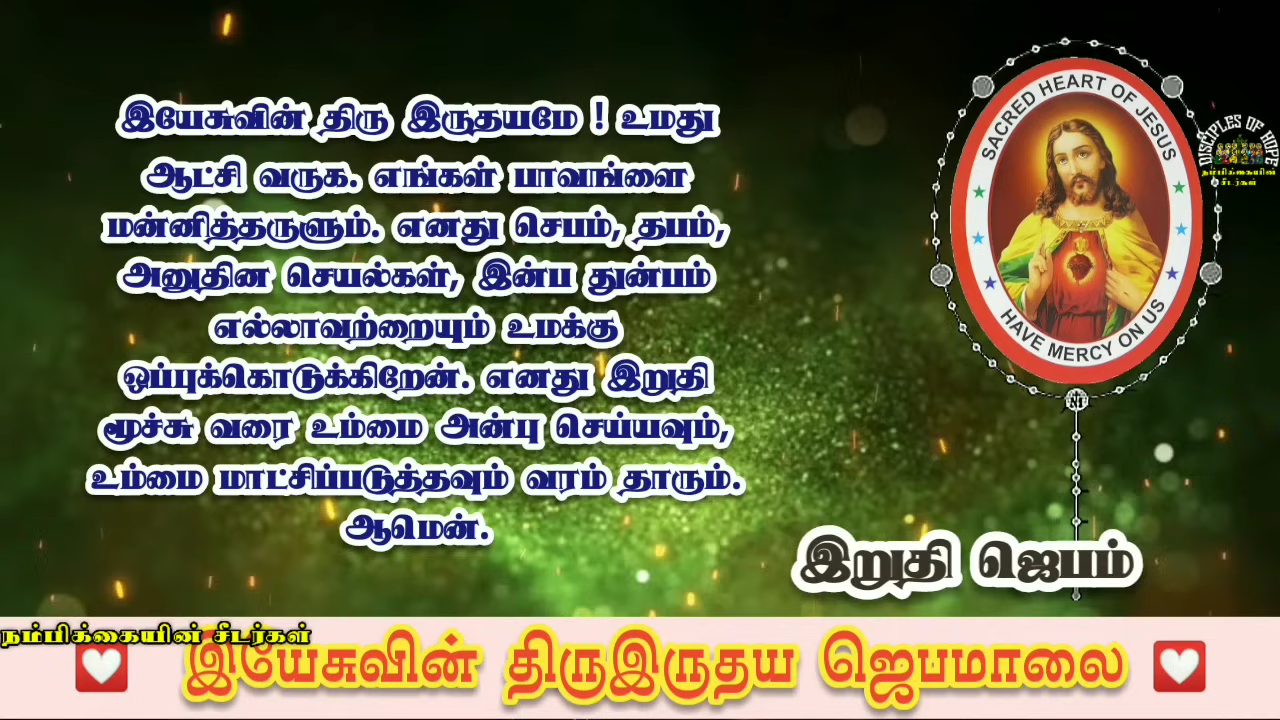 இயேசுவின் திரு இருதயமே ! உமது
ஆட்சி வருக. எங்கள் பாவங்ளை
மன்னித்தருளும். எனது செபம், தபம்,
அனுதின செயல்கள், இன்ப துன்பம்
எல்லாவற்றையும் உமக்கு
ஒப்புக்கொடுக்கிறேன். எனது இறுதி
மூச்சு வரை உம்மை அன்பு செய்யவும்,
உம்மை மாட்சிப்படுத்தவும் வரம் தாரும்.
ஆமென்.
SACRED HEART OF JESUS
HAVE MERCY ON US
DISCIPLES OF HOPE
நம்பிக்கையின்
சீடர்கள்
இறுதி ஜெபம்
நம்பிக்கையின் சீடர்கள்
இயேசுவின் திருஇருதய ஜெபமாலை